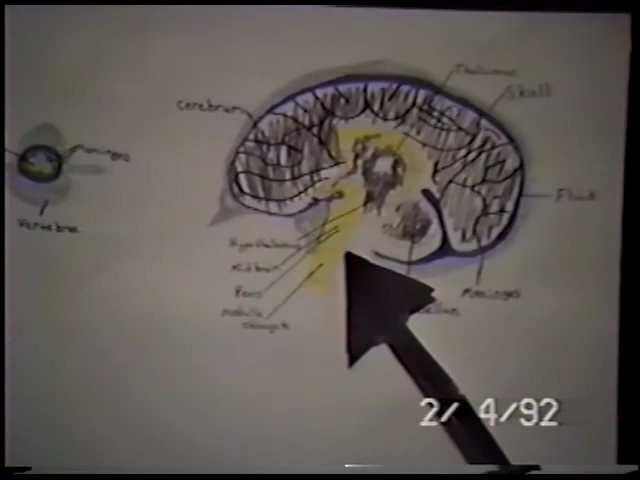 Thalamus
Skull
Cerebrum
Meninges
Fluid
Vertebrae
Hypothalamus
Midbrain
Pons
Meninges
Medulla
oblongata
2/ 4/92